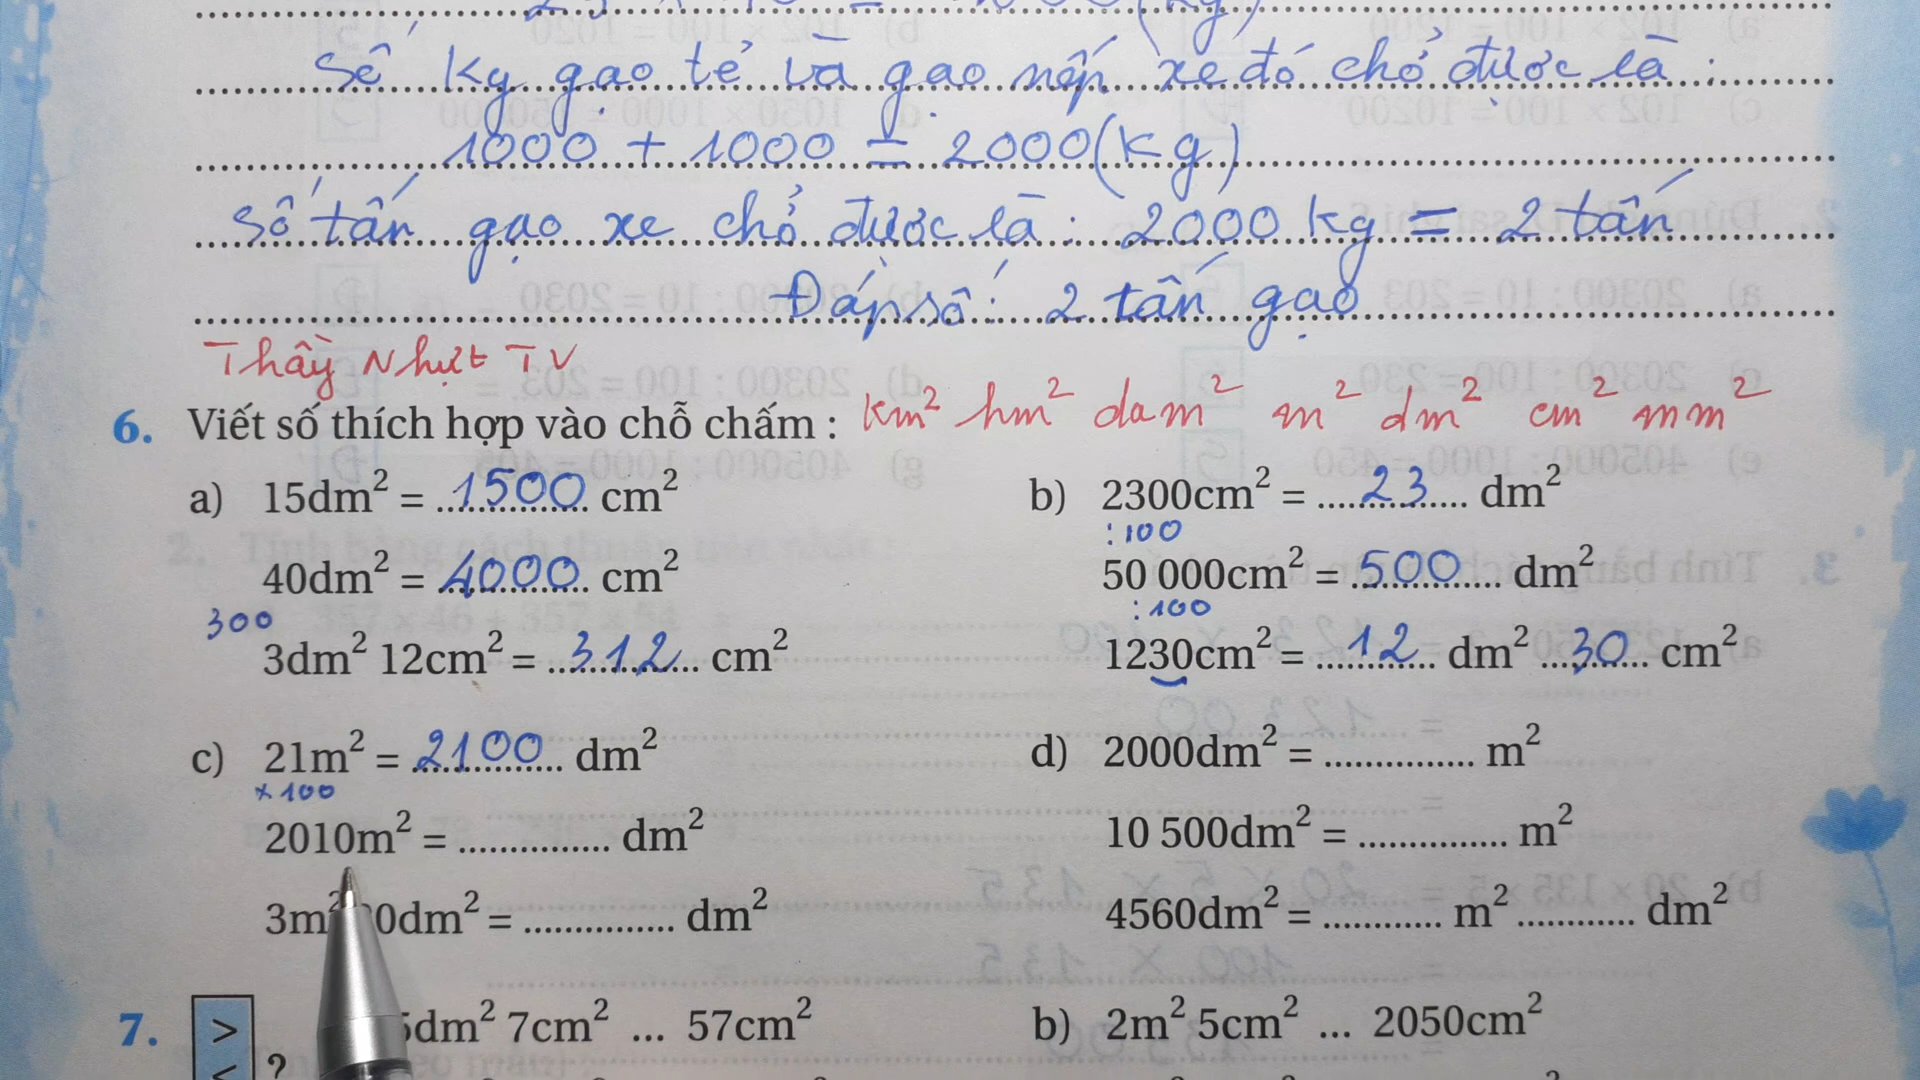 Số kg gạo tẻ và gạo nếp xe đó chở được là :
1000 + 1000 = 2000 (kg)
Số tấn gạo xe chở được là : 2000 kg = 2 tấn
Đáp số : 2 tấn gạo
Thầy Nhựt TV
6. Viết số thích hợp vào chỗ chấm : km² hm² dam² m² dm² cm² mm²
a) 15dm² = ...1500... cm²
40dm² = ...4000... cm²
300
3dm² 12cm² = ...312... cm²
b) 2300cm² = ...23... dm²
:100
50 000cm² = ...500... dm²
:100
1230cm² = ...12... dm² ...30... cm²
c) 21m² = ...2100... dm²
×100
2010m² = ............... dm²
3m² 0dm² = ............... dm²
d) 2000dm² = ............... m²
10 500dm² = ............... m²
4560dm² = ............ m² ............ dm²
7. >
<
?
5dm² 7cm² ... 57cm²
b) 2m² 5cm² ... 2050cm²